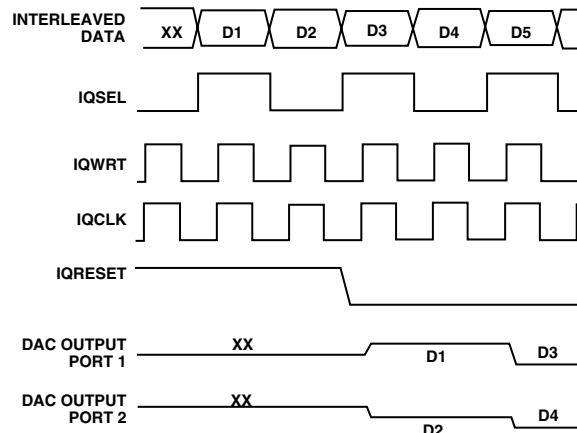 INTERLEAVED
DATA
XX D1 D2 D3 D4 D5
IQSEL
IQWRT
IQCLK
IQRESET
DAC OUTPUT
PORT 1
XX D1 D3
DAC OUTPUT
PORT 2
XX D2 D4